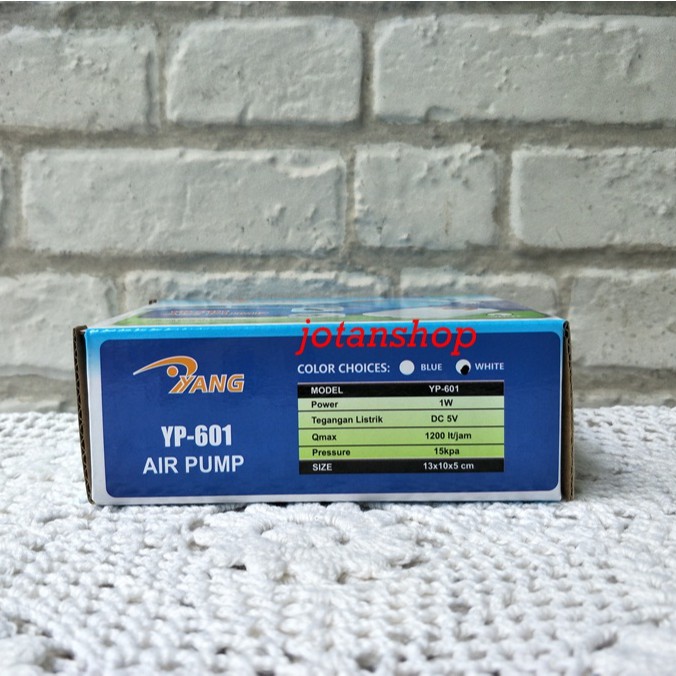 jotanshop
COLOR CHOICES: BLUE WHITE
YANG
YP-601
AIR PUMP
MODEL YP-601
Power 1W
Tegangan Listrik DC 5V
Qmax 1200 lt/jam
Pressure 15kpa
SIZE 13x10x5 cm